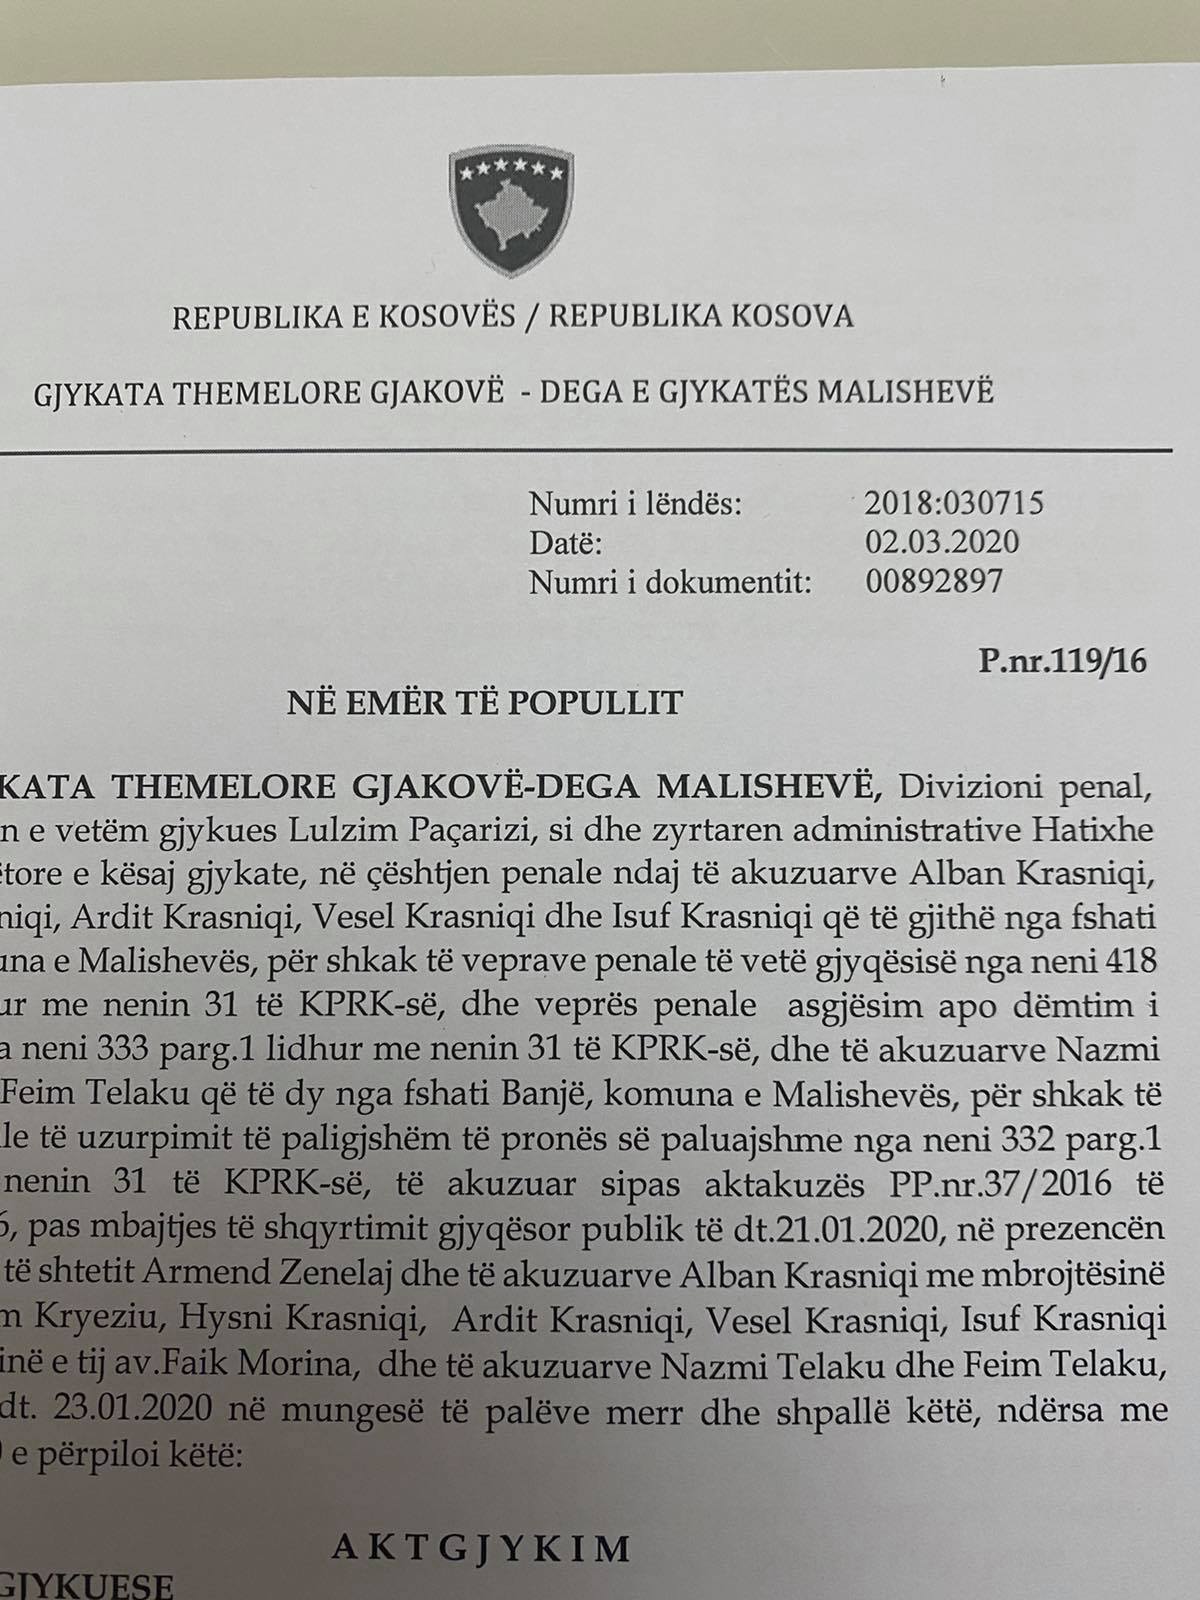 REPUBLIKA E KOSOVËS / REPUBLIKA KOSOVA
GJYKATA THEMELORE GJAKOVË - DEGA E GJYKATËS MALISHEVË
Numri i lëndës: 2018:030715
Datë: 02.03.2020
Numri i dokumentit: 00892897
P.nr.119/16
NË EMËR TË POPULLIT
KATA THEMELORE GJAKOVË-DEGA MALISHEVË, Divizioni penal,
n e vetëm gjykues Lulzim Paçarizi, si dhe zyrtaren administrative Hatixhe
ëtore e kësaj gjykate, në çështjen penale ndaj të akuzuarve Alban Krasniqi,
niqi, Ardit Krasniqi, Vesel Krasniqi dhe Isuf Krasniqi që të gjithë nga fshati
una e Malishevës, për shkak të veprave penale të vetë gjyqësisë nga neni 418
ur me nenin 31 të KPRK-së, dhe veprës penale asgjësim apo dëmtim i
a neni 333 parg.1 lidhur me nenin 31 të KPRK-së, dhe të akuzuarve Nazmi
Feim Telaku që të dy nga fshati Banjë, komuna e Malishevës, për shkak të
le të uzurpimit të paligjshëm të pronës së paluajshme nga neni 332 parg.1
nenin 31 të KPRK-së, të akuzuar sipas aktakuzës PP.nr.37/2016 të
6, pas mbajtjes të shqyrtimit gjyqësor publik të dt.21.01.2020, në prezencën
të shtetit Armend Zenelaj dhe të akuzuarve Alban Krasniqi me mbrojtësinë
m Kryeziu, Hysni Krasniqi, Ardit Krasniqi, Vesel Krasniqi, Isuf Krasniqi
inë e tij av.Faik Morina, dhe të akuzuarve Nazmi Telaku dhe Feim Telaku,
dt. 23.01.2020 në mungesë të palëve merr dhe shpallë këtë, ndërsa me
e përpiloi këtë:
A K T G J Y K I M
GJYKUESE